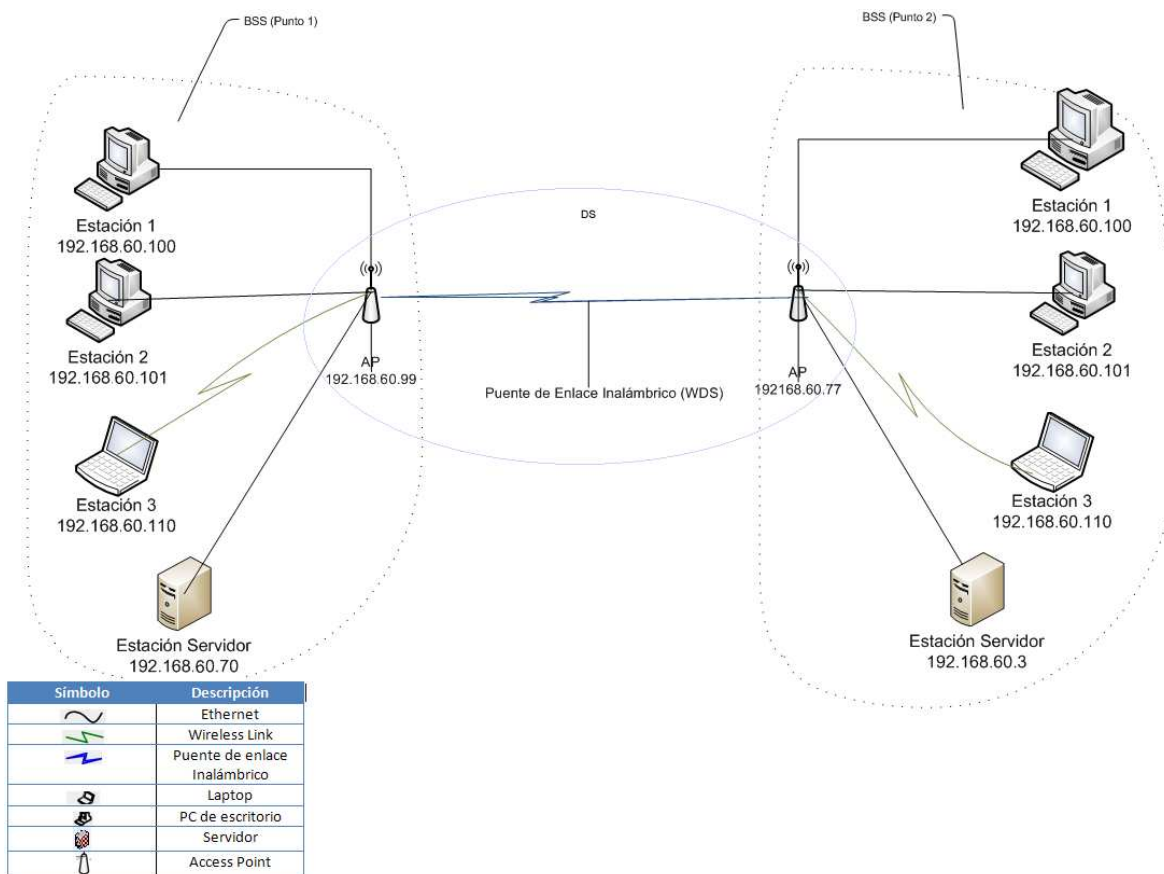 BSS (Punto 1)
BSS (Punto 2)
Estación 1
192.168.60.100
Estación 2
192.168.60.101
Estación 3
192.168.60.110
Estación Servidor
192.168.60.70
DS
AP
192.168.60.99
Puente de Enlace Inalámbrico (WDS)
AP
192168.60.77
Estación 1
192.168.60.100
Estación 2
192.168.60.101
Estación 3
192.168.60.110
Estación Servidor
192.168.60.3
Símbolo Descripción
Ethernet
Wireless Link
Puente de enlace
Inalámbrico
Laptop
PC de escritorio
Servidor
Access Point